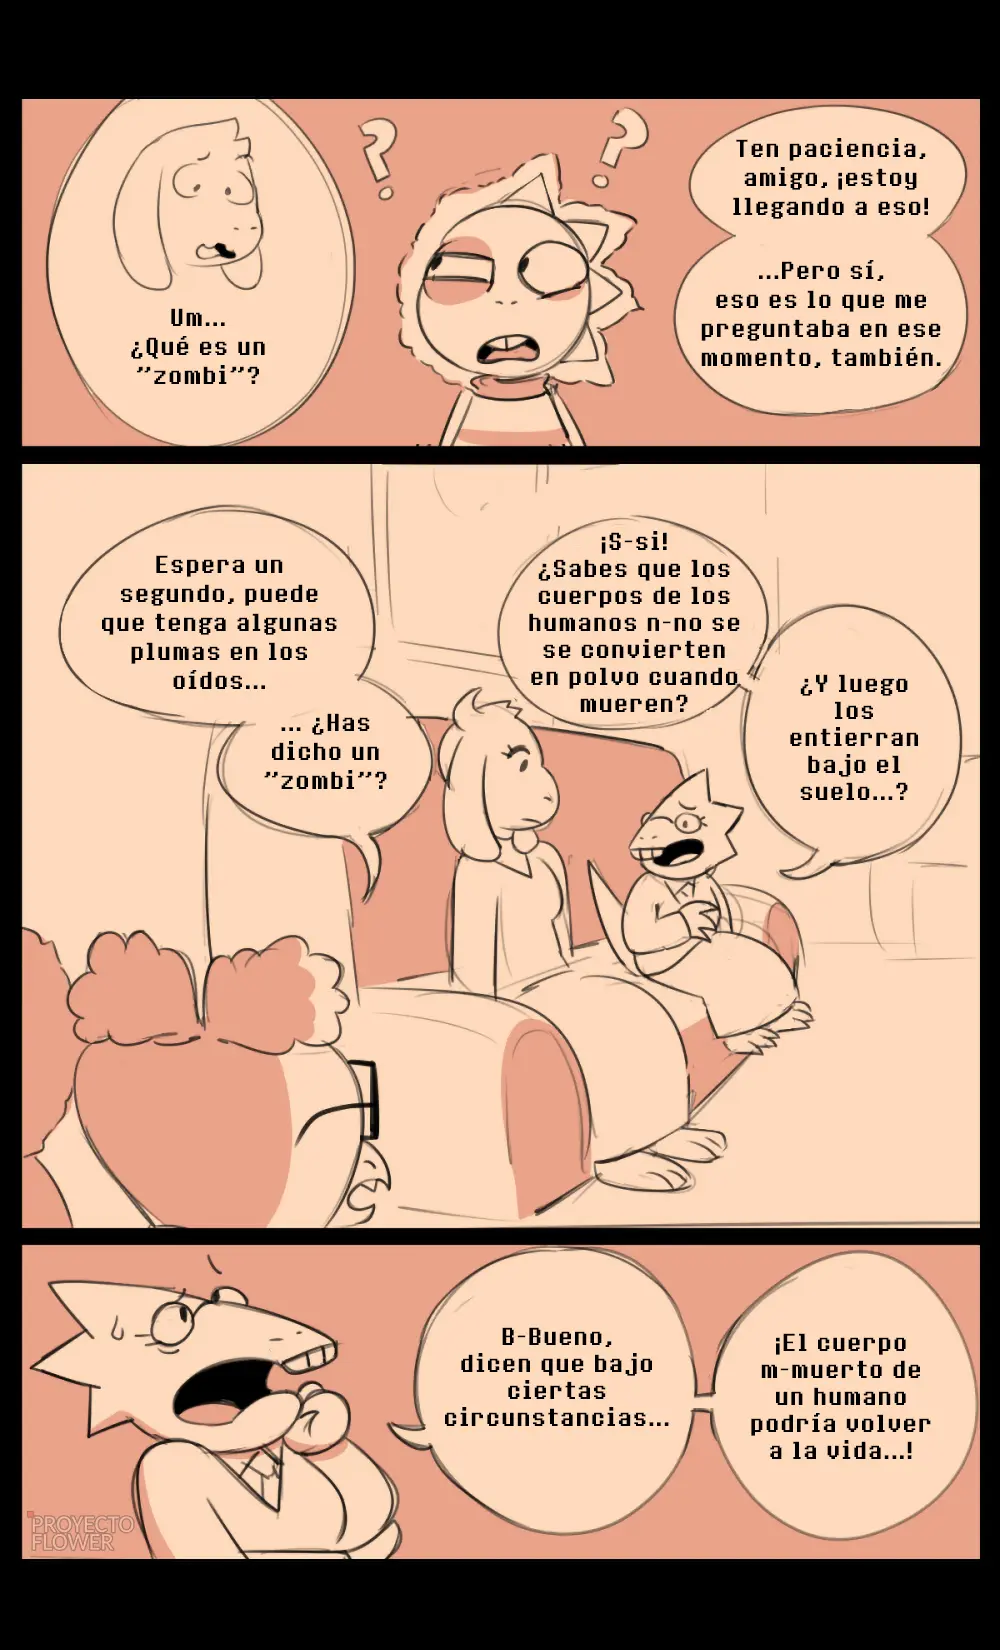 Um...
¿Qué es un
"zombi"?
Ten paciencia,
amigo, ¡estoy
llegando a eso!
...Pero sí,
eso es lo que me
preguntaba en ese
momento, también.
Espera un
segundo, puede
que tenga algunas
plumas en los
oídos...
... ¿Has
dicho un
"zombi"?
¡S-si!
¿Sabes que los
cuerpos de los
humanos n-no se
se convierten
en polvo cuando
mueren?
¿Y luego
los
entierran
bajo el
suelo...?
B-Bueno,
dicen que bajo
ciertas
circunstancias...
¡El cuerpo
m-muerto de
un humano
podría volver
a la vida...!
PROYECTO
FLOWER